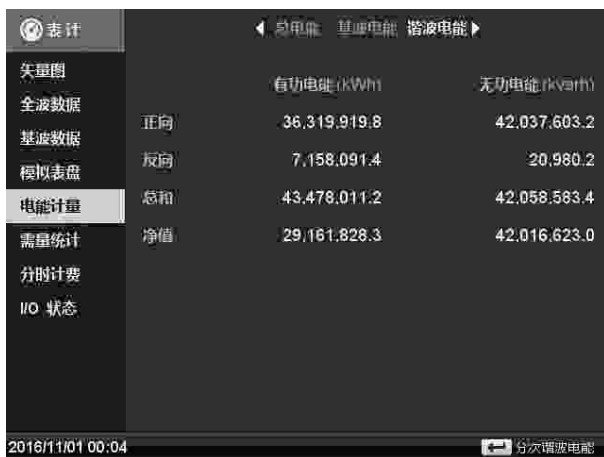 表计
◀ 总电能 基波电能 谐波电能 ▶
矢量图
全波数据
基波数据
模拟表盘
电能计量
需量统计
分时计费
I/O 状态
有功电能 (kWh) 无功电能 (kvarh)
正向 36,319,919.8 42,037,603.2
反向 7,158,091.4 20,980.2
总和 43,478,011.2 42,058,583.4
净值 29,161,828.3 42,016,623.0
2016/11/01 00:04 分次谐波电能